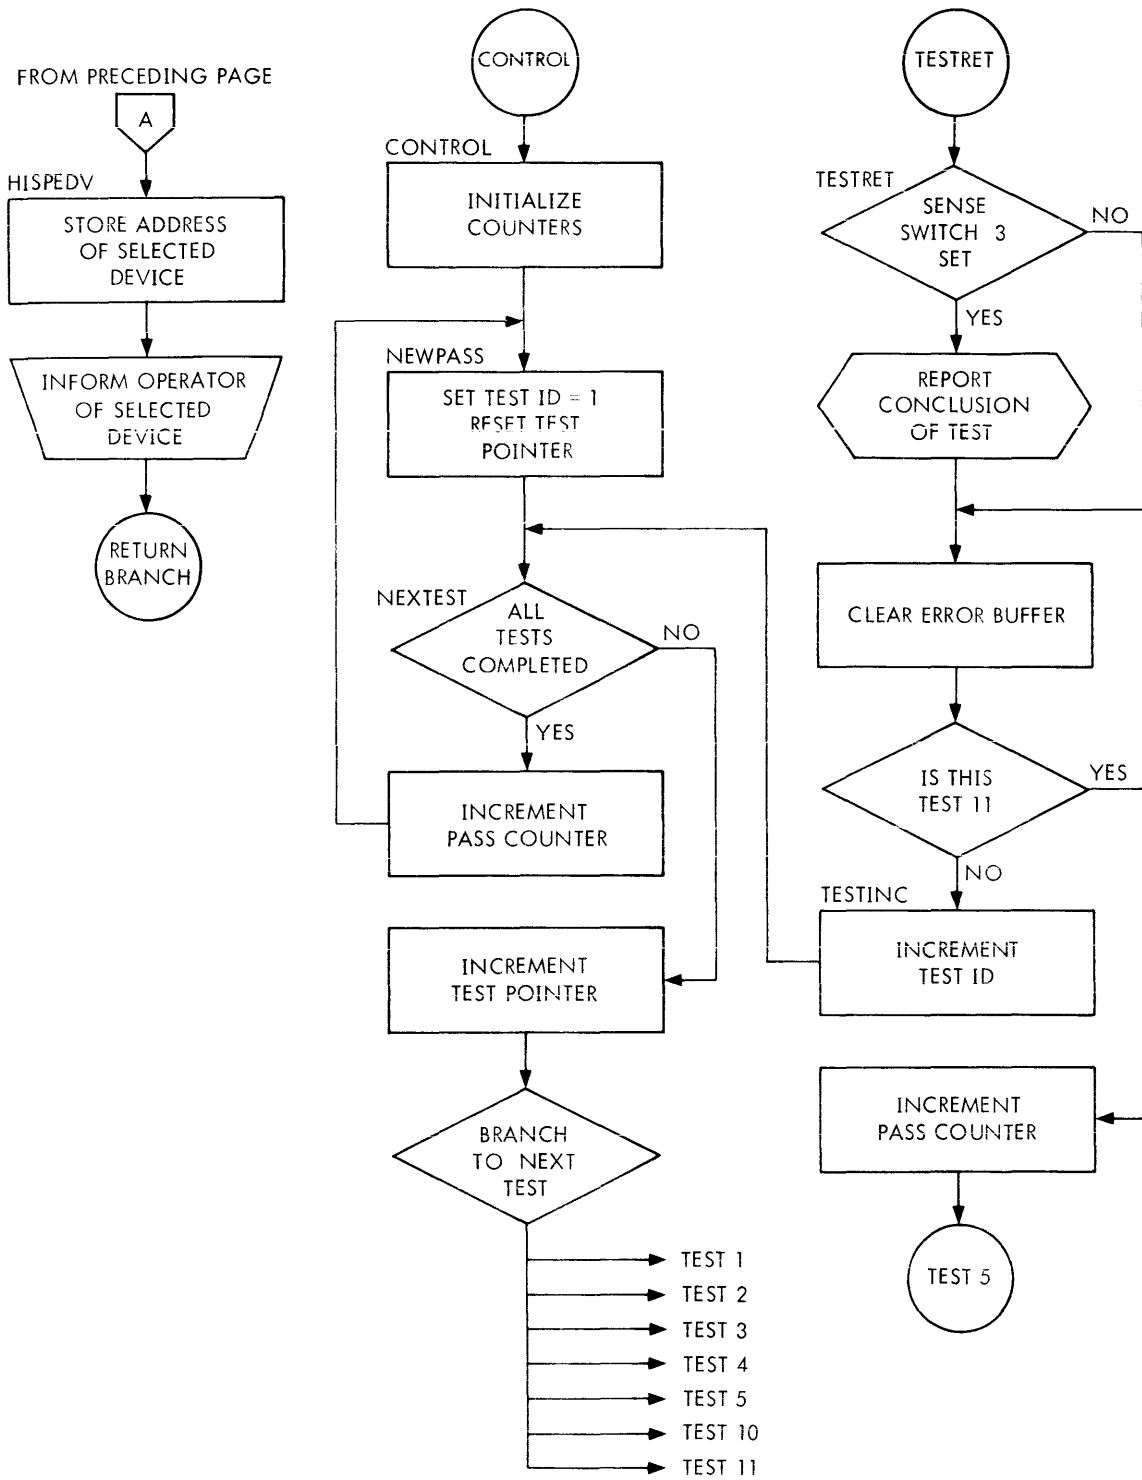 FROM PRECEDING PAGE
A
HISPEDV
STORE ADDRESS
OF SELECTED
DEVICE
INFORM OPERATOR
OF SELECTED
DEVICE
RETURN
BRANCH
CONTROL
CONTROL
INITIALIZE
COUNTERS
NEWPASS
SET TEST ID = 1
RESET TEST
POINTER
NEXTEST
ALL
TESTS
COMPLETED
NO
YES
INCREMENT
PASS COUNTER
INCREMENT
TEST POINTER
BRANCH
TO NEXT
TEST
TEST 1
TEST 2
TEST 3
TEST 4
TEST 5
TEST 10
TEST 11
TESTRET
TESTRET
SENSE
SWITCH 3
SET
NO
YES
REPORT
CONCLUSION
OF TEST
CLEAR ERROR BUFFER
IS THIS
TEST 11
YES
NO
TESTINC
INCREMENT
TEST ID
INCREMENT
PASS COUNTER
TEST 5